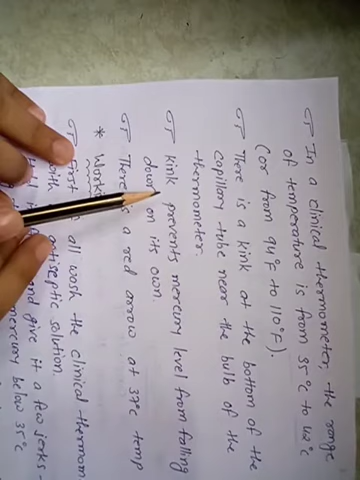 In a clinical thermometer, the range
of temperature is from 35°C to 42°C
(or from 94°F to 110°F).
There is a kink at the bottom of the
capillary tube near the bulb of the
thermometer.
kink prevents mercury level from falling
down on its own.
There is a red arrow at 37°C temp
* Work
First all wash the clinical thermom
with antiseptic solution.
and give it a few jerks-
mercury below 35°C